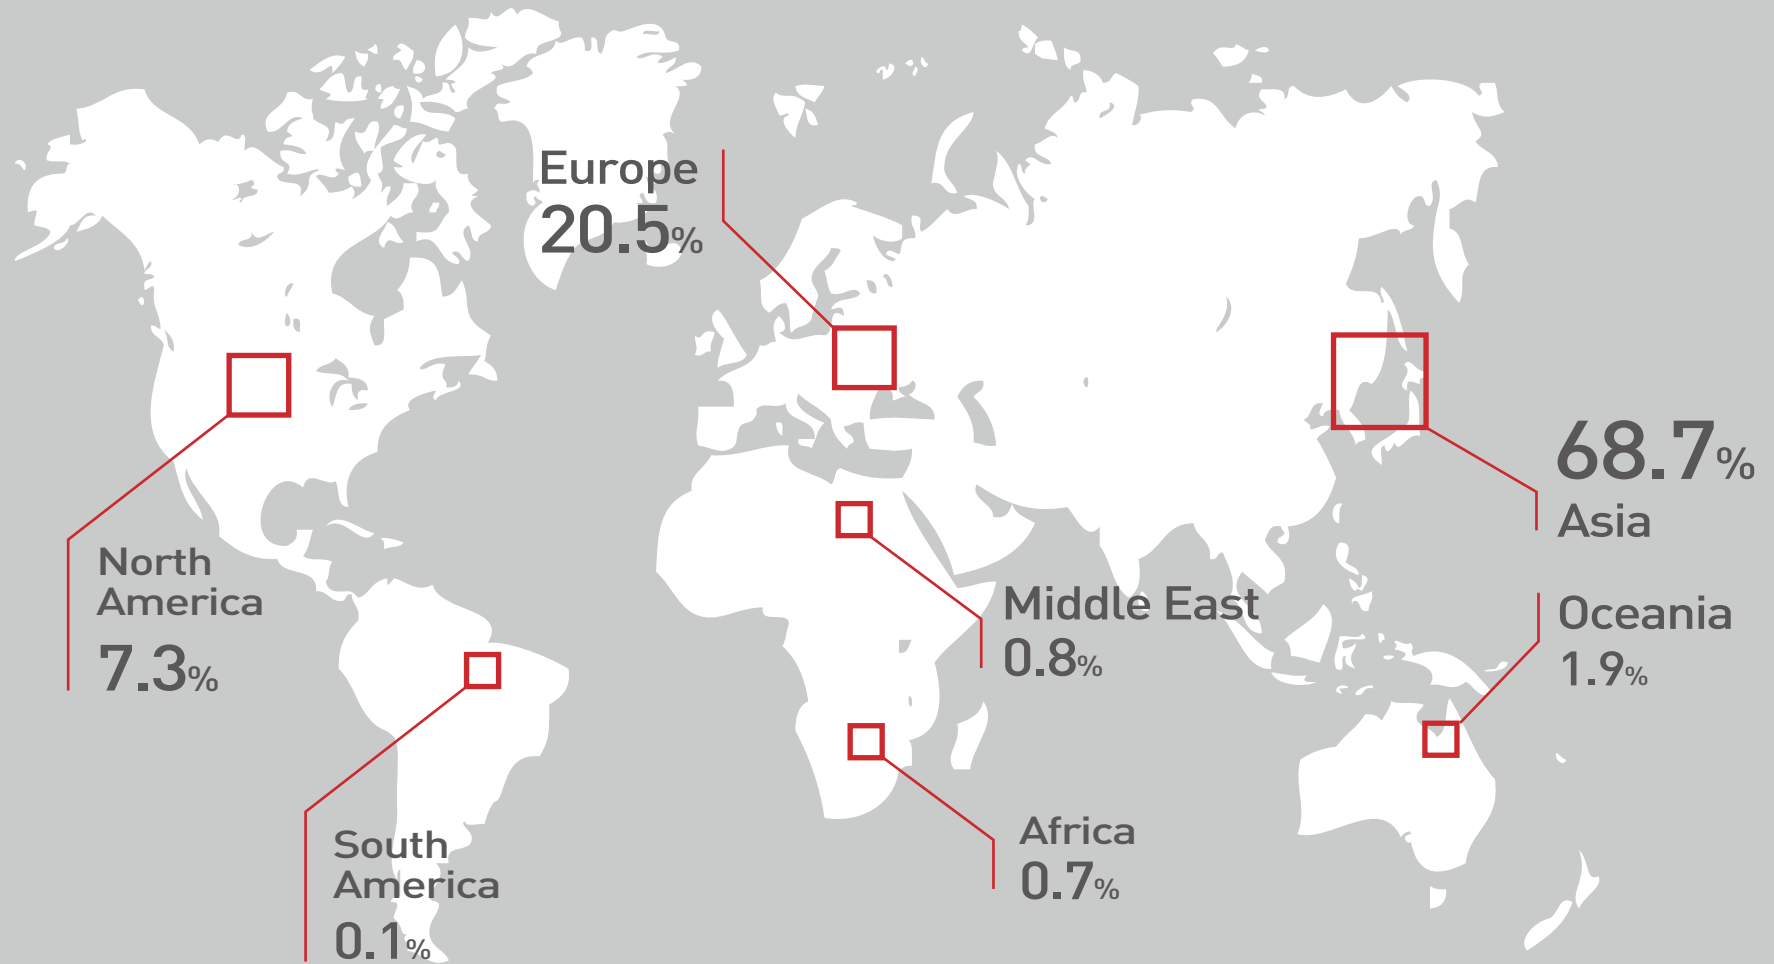 Europe
20.5%
68.7%
Asia
North
America
7.3%
Middle East
0.8%
Oceania
1.9%
South
America
0.1%
Africa
0.7%